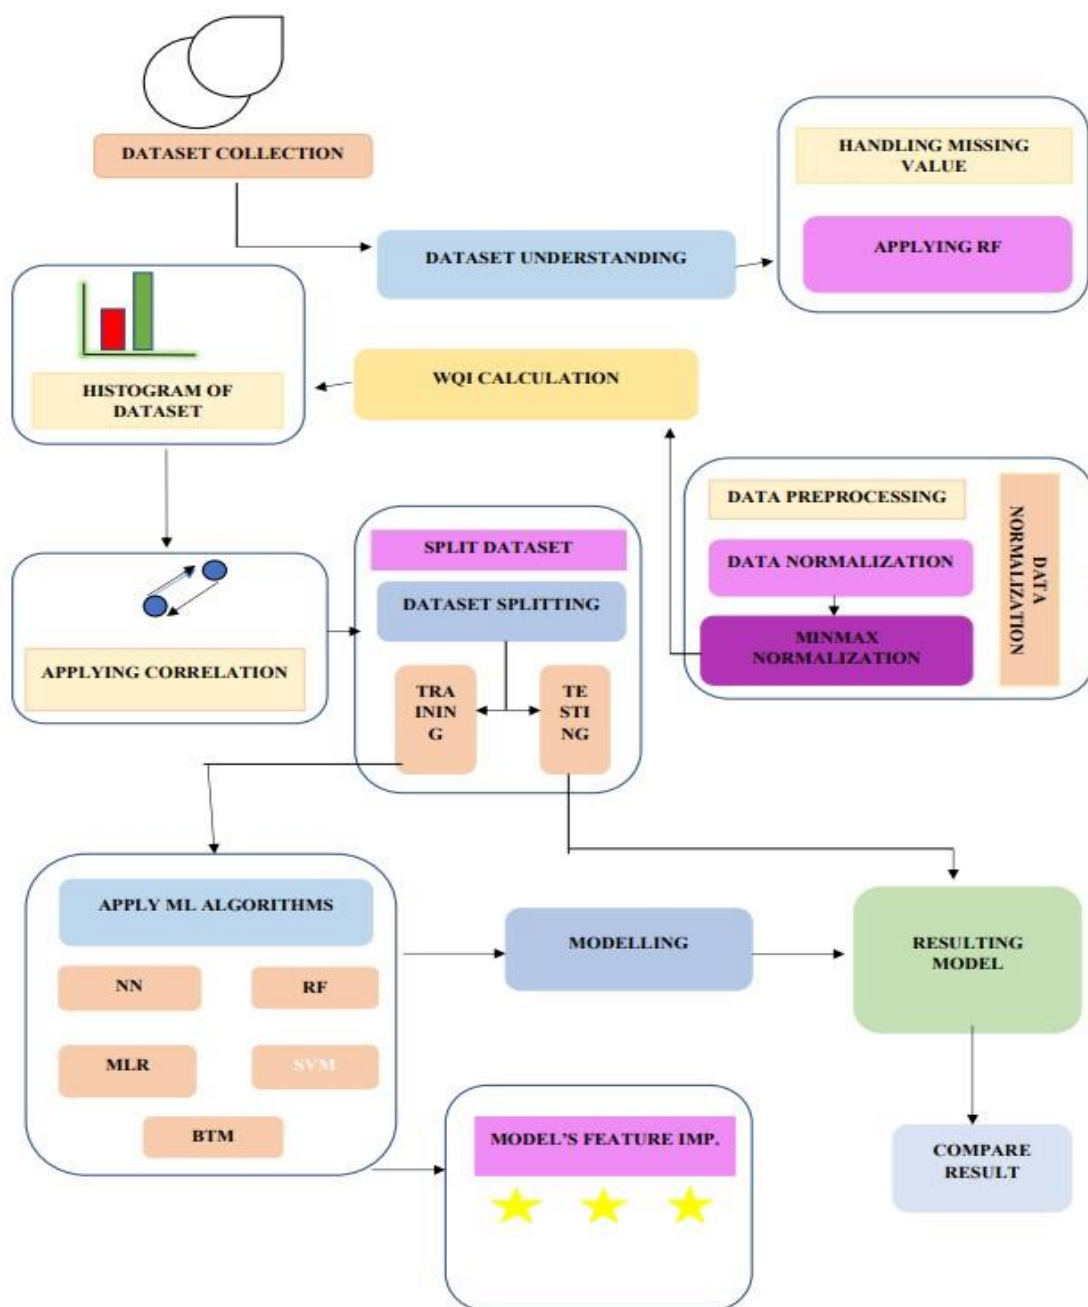 DATASET COLLECTION
HANDLING MISSING
VALUE
APPLYING RF
DATASET UNDERSTANDING
WQI CALCULATION
HISTOGRAM OF
DATASET
DATA PREPROCESSING
DATA NORMALIZATION
MINMAX
NORMALIZATION
DATA
NORMALIZATION
SPLIT DATASET
DATASET SPLITTING
TRA
ININ
G
TE
STI
NG
APPLYING CORRELATION
APPLY ML ALGORITHMS
NN
RF
MLR
SVM
BTM
MODELLING
RESULTING
MODEL
MODEL'S FEATURE IMP.
COMPARE
RESULT